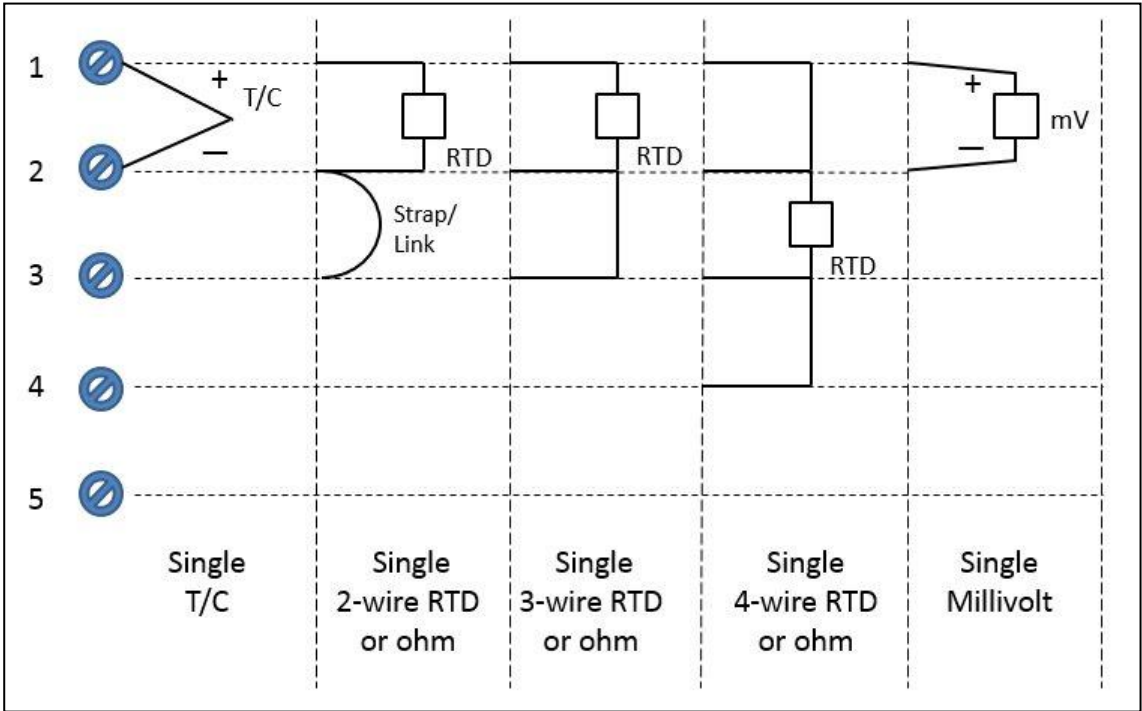 1
+
T/C
–
2
3
4
5
RTD
Strap/
Link
RTD
RTD
+
–
mV
Single
T/C
Single
2-wire RTD
or ohm
Single
3-wire RTD
or ohm
Single
4-wire RTD
or ohm
Single
Millivolt